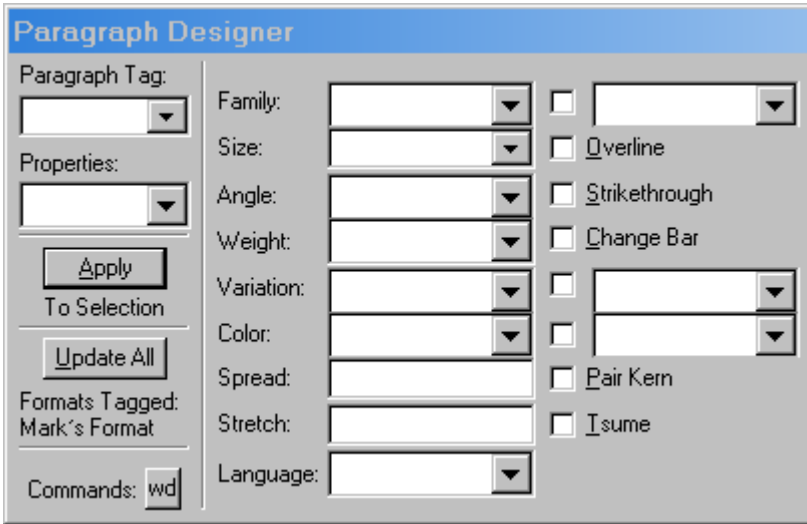 Paragraph Designer
Paragraph Tag:
Properties:
Apply
To Selection
Update All
Formats Tagged:
Mark´s Format
Commands: wd
Family:
Size:
Overline
Angle:
Strikethrough
Weight:
Change Bar
Variation:
Color:
Spread:
Pair Kern
Stretch:
Tsume
Language: